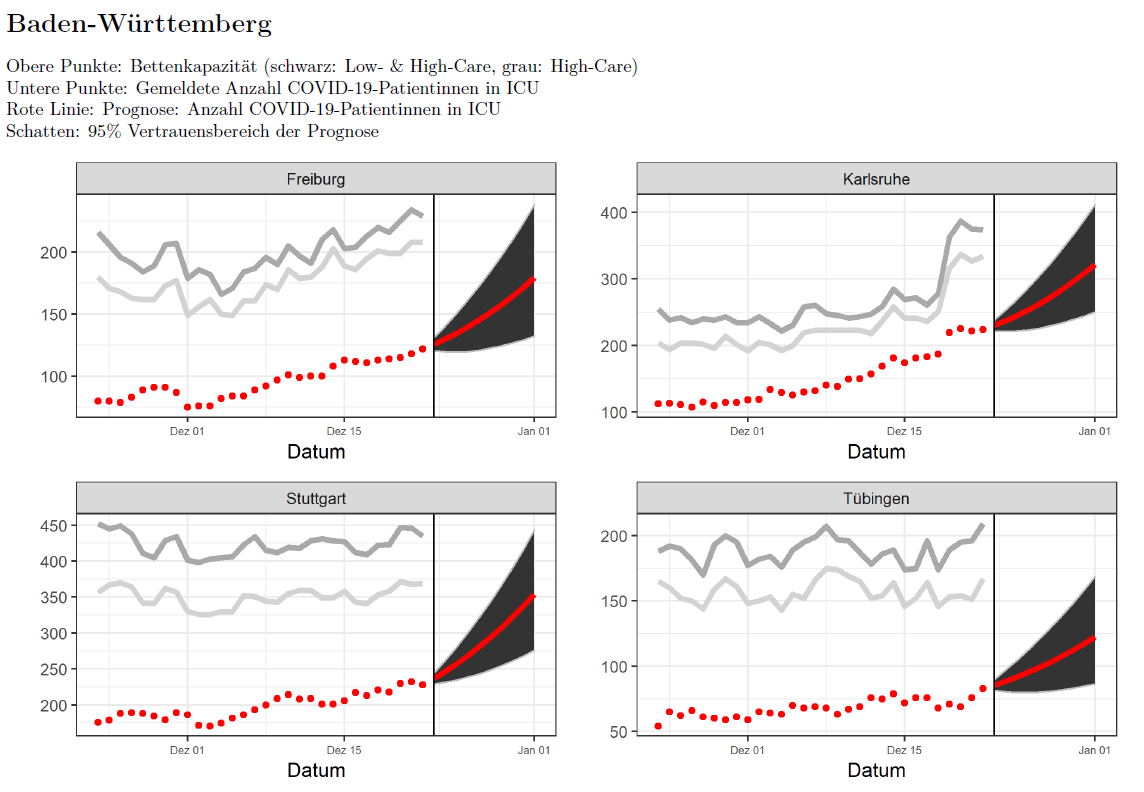 Baden-Württemberg
Obere Punkte: Bettenkapazität (schwarz: Low- & High-Care, grau: High-Care)
Untere Punkte: Gemeldete Anzahl COVID-19-Patientinnen in ICU
Rote Linie: Prognose: Anzahl COVID-19-Patientinnen in ICU
Schatten: 95% Vertrauensbereich der Prognose
Freiburg
200
150
100
Dez 01 Dez 15 Jan 01
Datum
Karlsruhe
400
300
200
100
Dez 01 Dez 15 Jan 01
Datum
Stuttgart
450
400
350
300
250
200
Dez 01 Dez 15 Jan 01
Datum
Tübingen
200
150
100
50
Dez 01 Dez 15 Jan 01
Datum